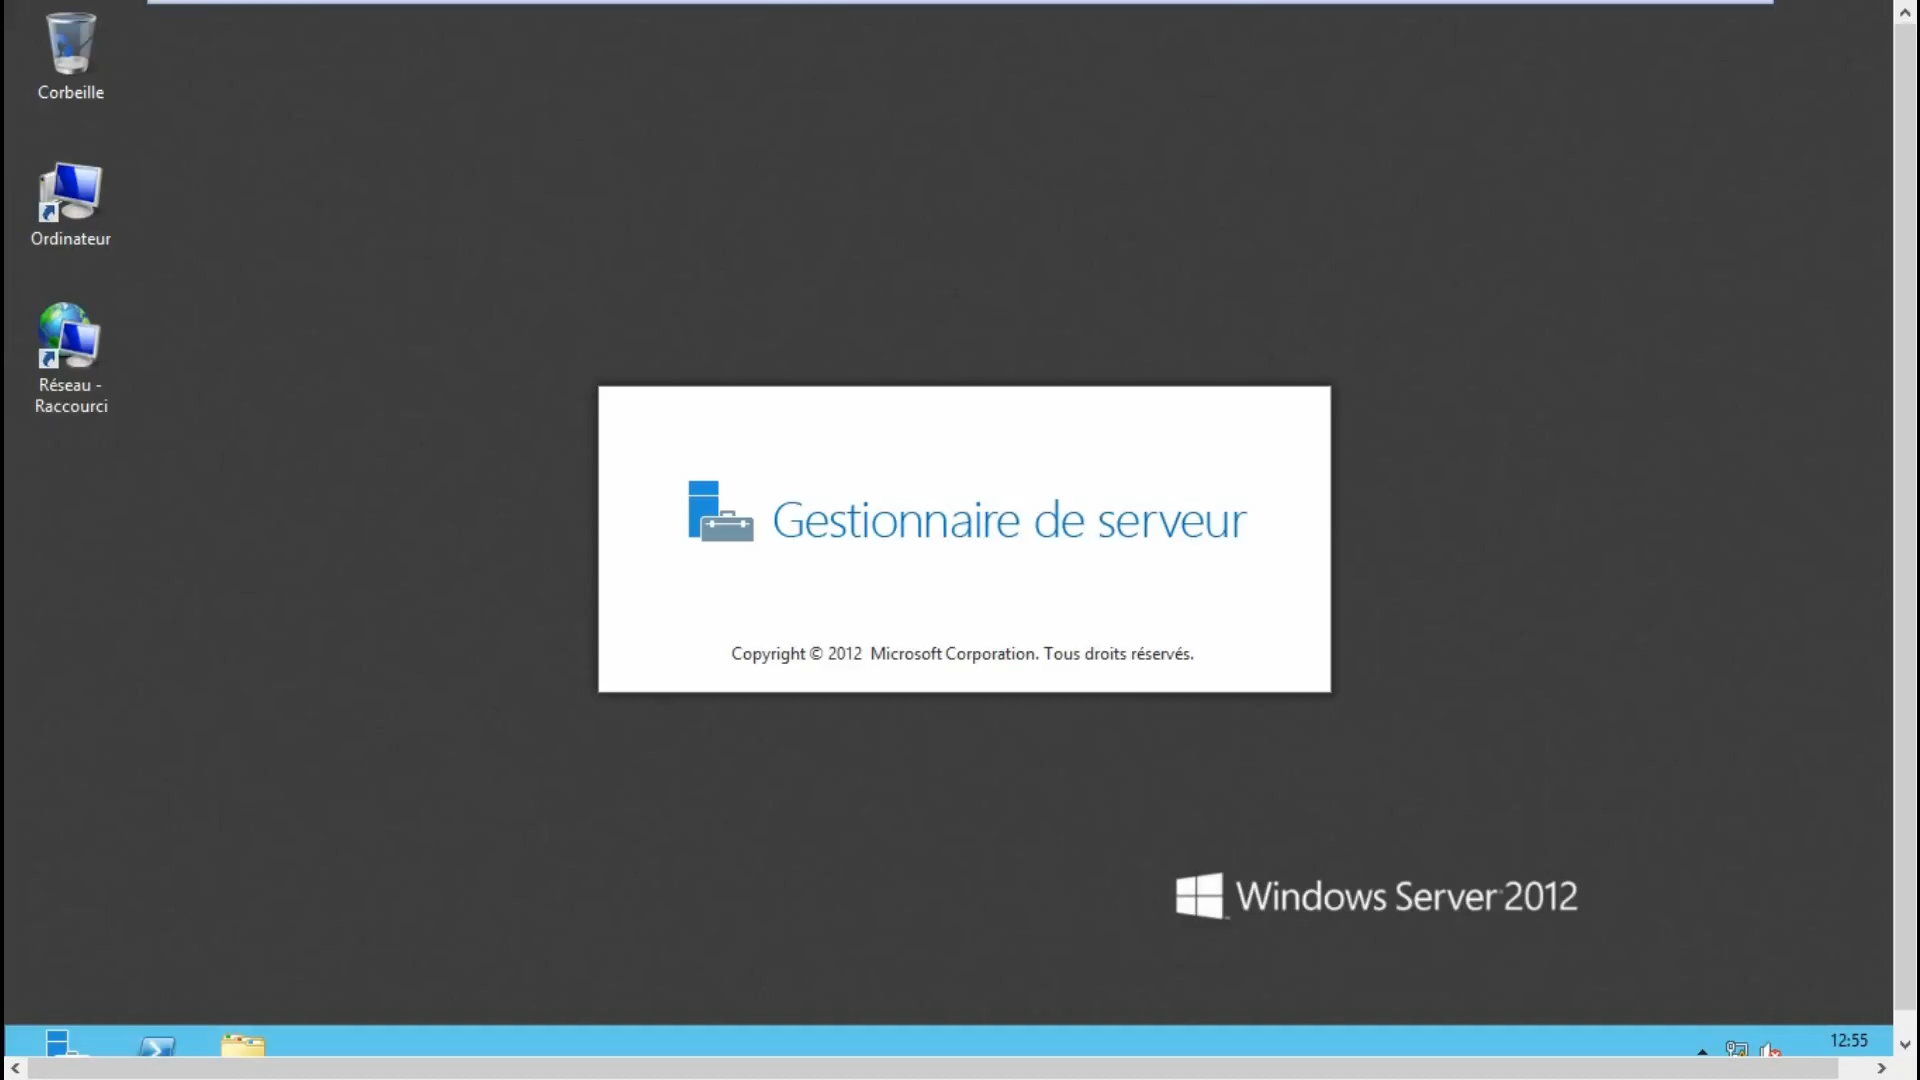 Corbeille
Ordinateur
Réseau -
Raccourci
Gestionnaire de serveur
Copyright © 2012 Microsoft Corporation. Tous droits réservés.
Windows Server 2012
12:55